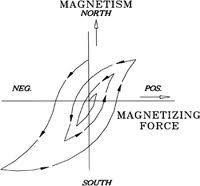 MAGNETISM
NORTH
NEG.
POS.
MAGNETIZING
FORCE
SOUTH